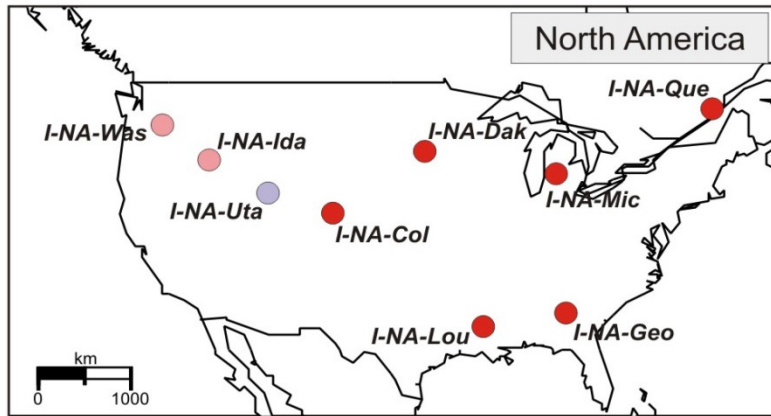 North America
I-NA-Que
I-NA-Was
I-NA-Ida
I-NA-Dak
I-NA-Uta
I-NA-Mic
I-NA-Col
I-NA-Lou
I-NA-Geo
km
0 1000